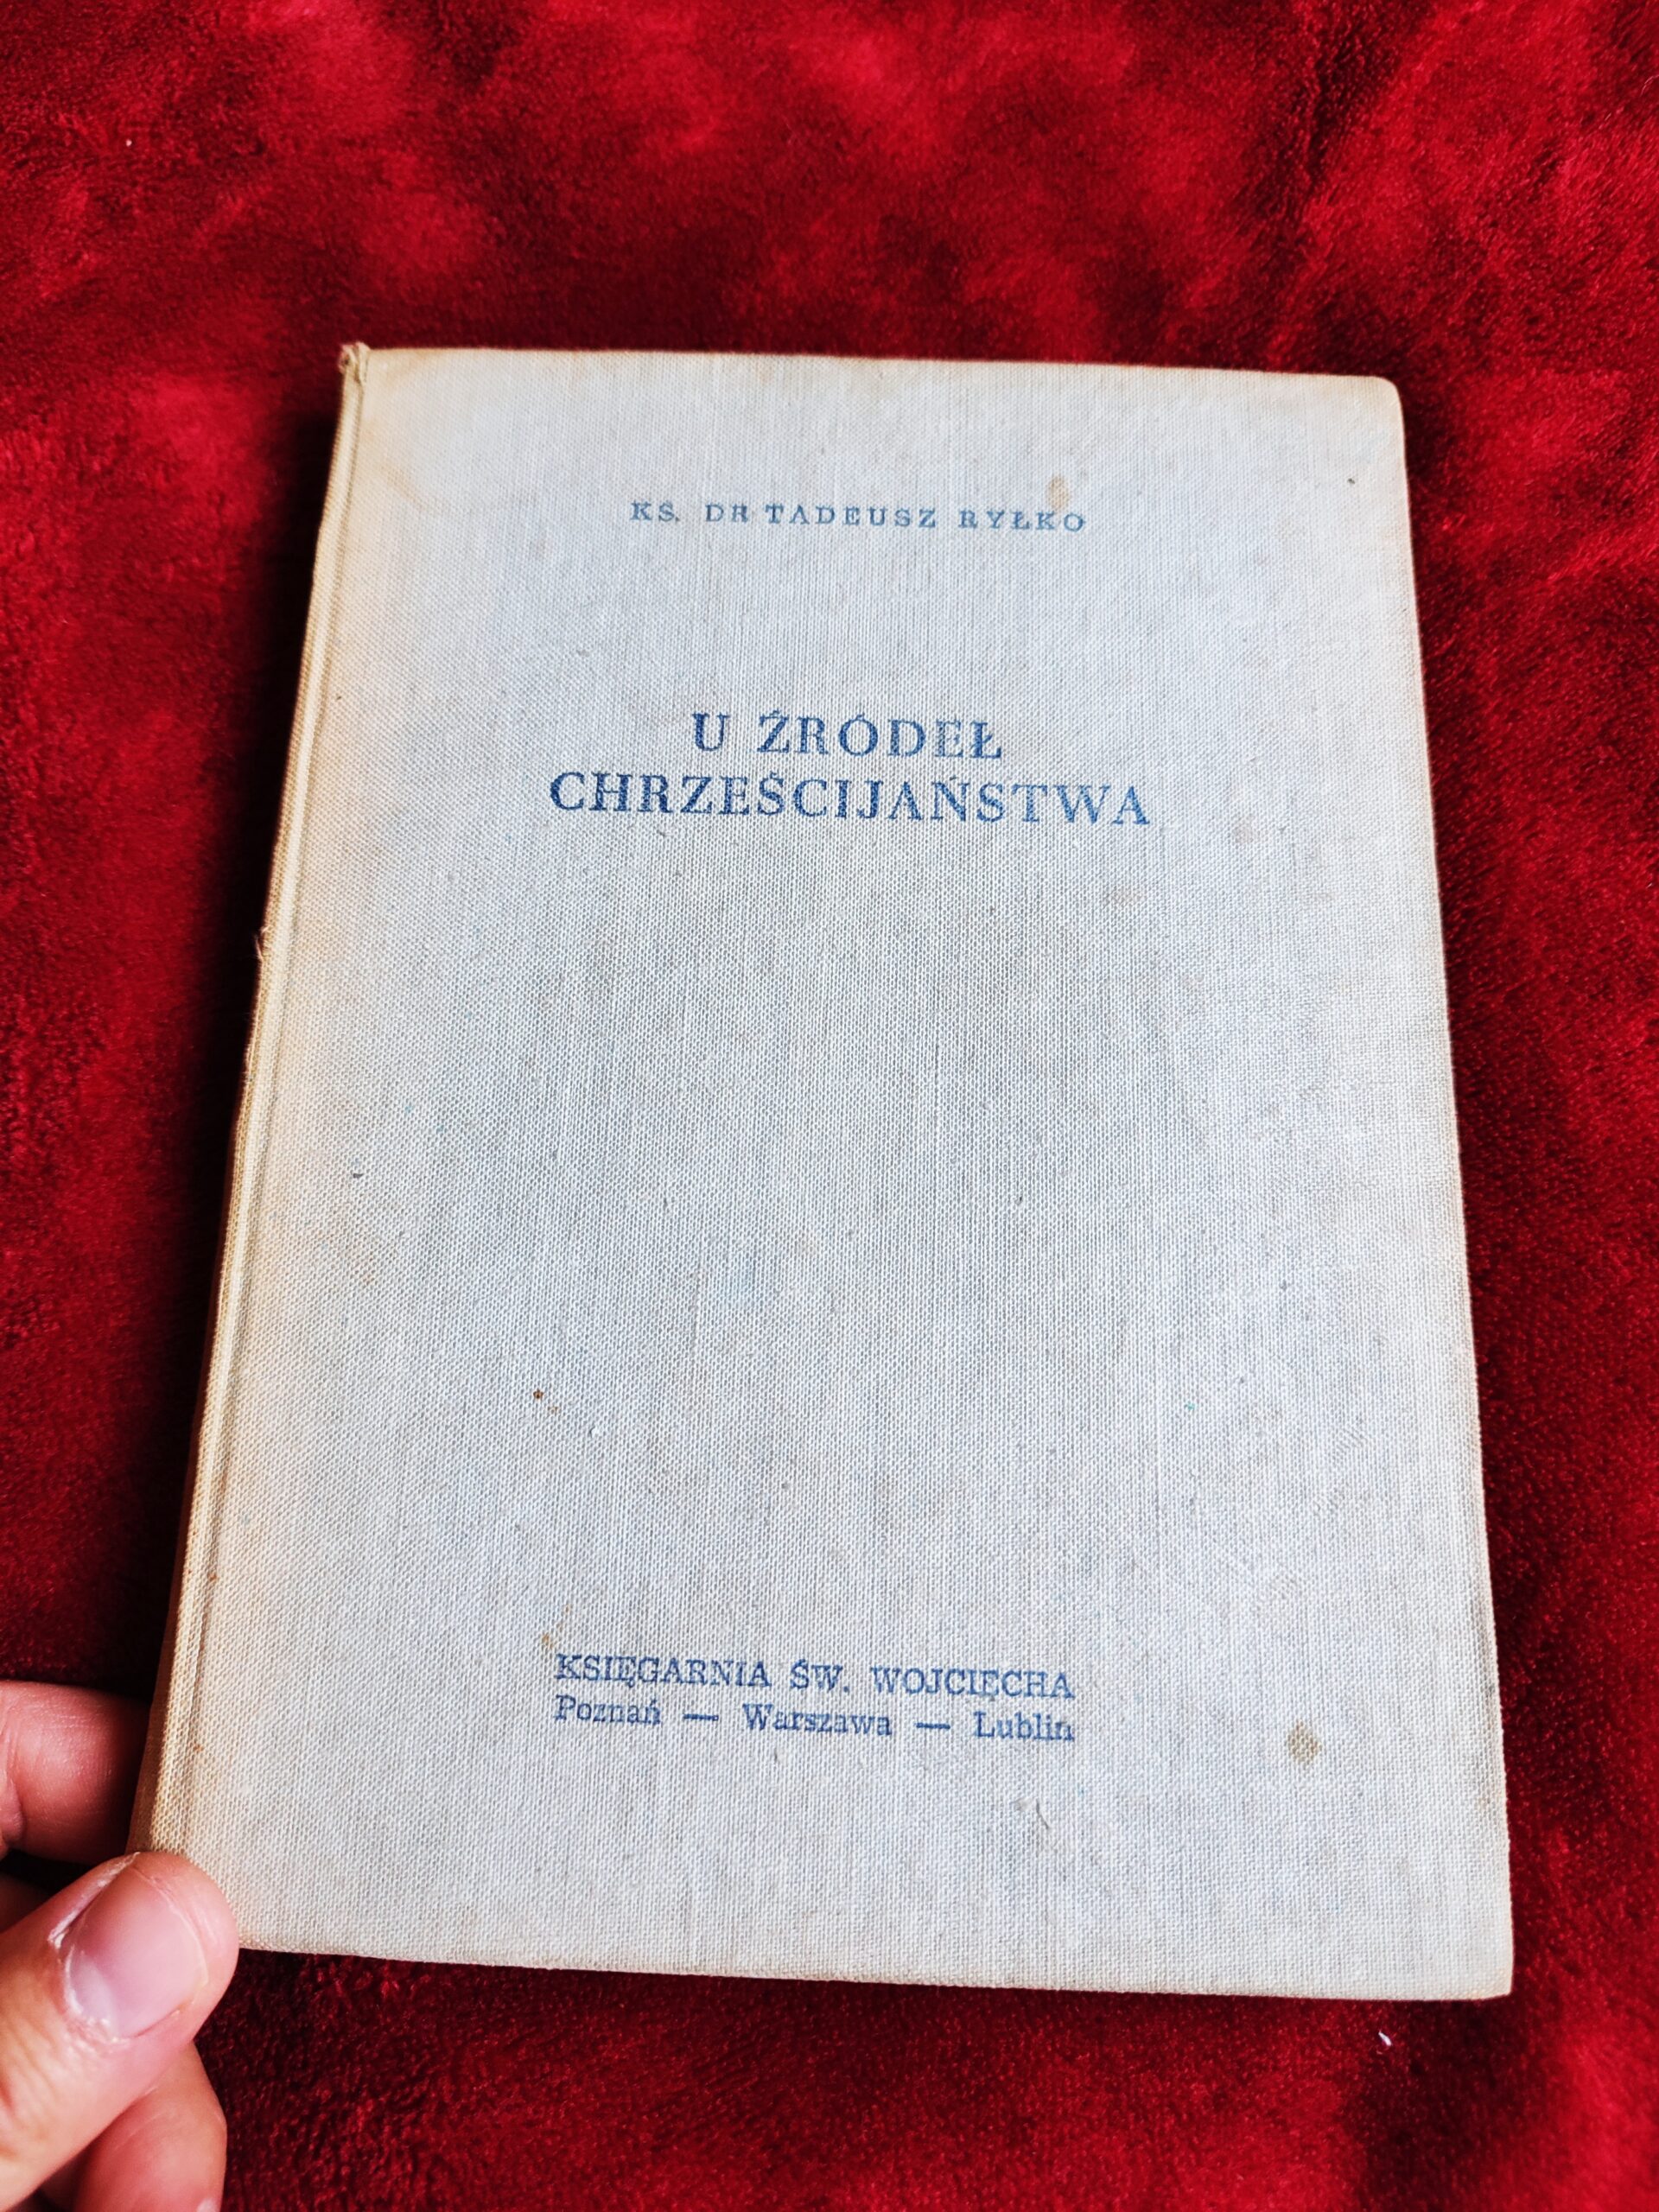 KS. DR TADEUSZ RYŁKO
U ŹRÓDEŁ
CHRZEŚCIJAŃSTWA
KSIĘGARNIA ŚW. WOJCIECHA
Poznań — Warszawa — Lublin